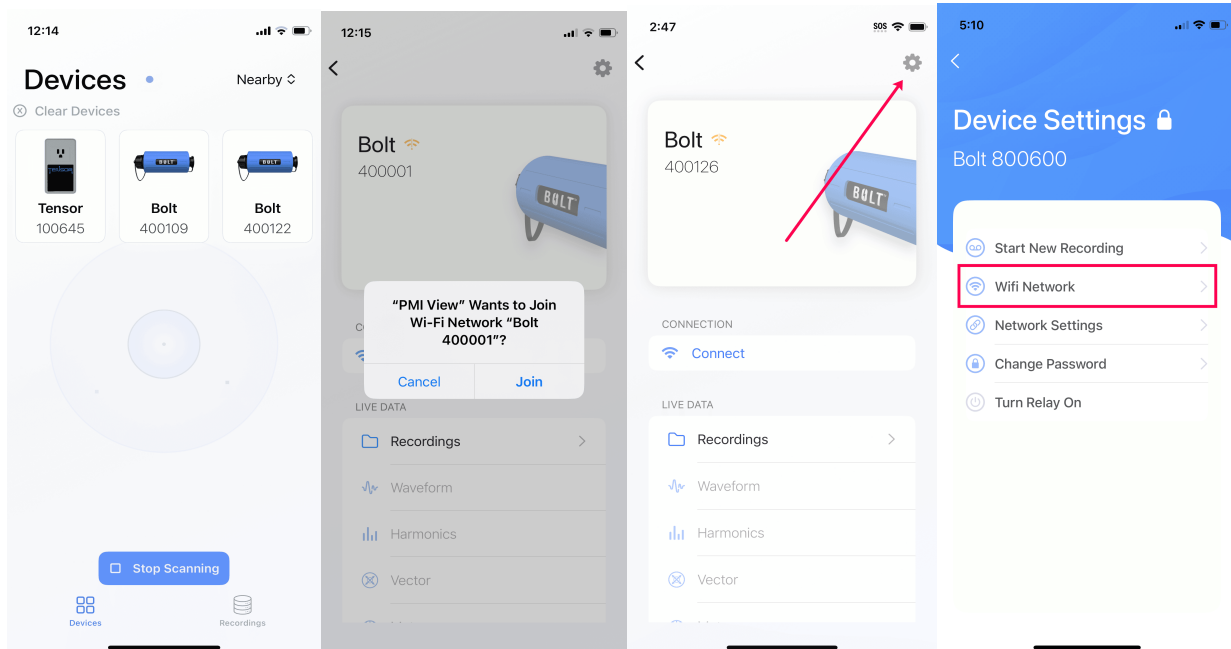 12:14
Devices
Nearby
Clear Devices
BOLT
BOLT
TENSOR
Tensor
Bolt
Bolt
100645
400109
400122
Stop Scanning
Devices
Recordings
12:15
Bolt
400001
BOLT
“PMI View” Wants to Join
Wi-Fi Network “Bolt
400001”?
Cancel
Join
LIVE DATA
Recordings
Waveform
Harmonics
Vector
2:47
SOS
Bolt
400126
BOLT
CONNECTION
Connect
LIVE DATA
Recordings
Waveform
Harmonics
Vector
5:10
Device Settings
Bolt 800600
Start New Recording
Wifi Network
Network Settings
Change Password
Turn Relay On